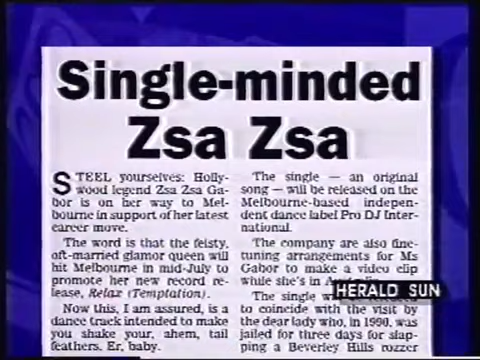 Single-minded
Zsa Zsa
STEEL yourselves: Holly-
wood legend Zsa Zsa Ga-
bor is on her way to Mel-
bourne in support of her latest
career move.
The word is that the feisty,
oft-married glamor queen will
hit Melbourne in mid-July to
promote her new record re-
lease, Relax (Temptation).
Now this, I am assured, is a
dance track intended to make
you shake your, ahem, tail
feathers. Er, baby.
The single — an original
song — will be released on the
Melbourne-based indepen-
dent dance label Pro DJ Inter-
national.
The company are also fine-
tuning arrangements for Ms
Gabor to make a video clip
while she's in
HERALD SUN
The single
to coincide with the visit by
the dear lady who, in 1990, was
jailed for three days for slap-
ping a Beverly Hills rozzer